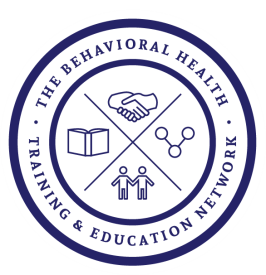 THE BEHAVIORAL HEALTH
TRAINING & EDUCATION NETWORK